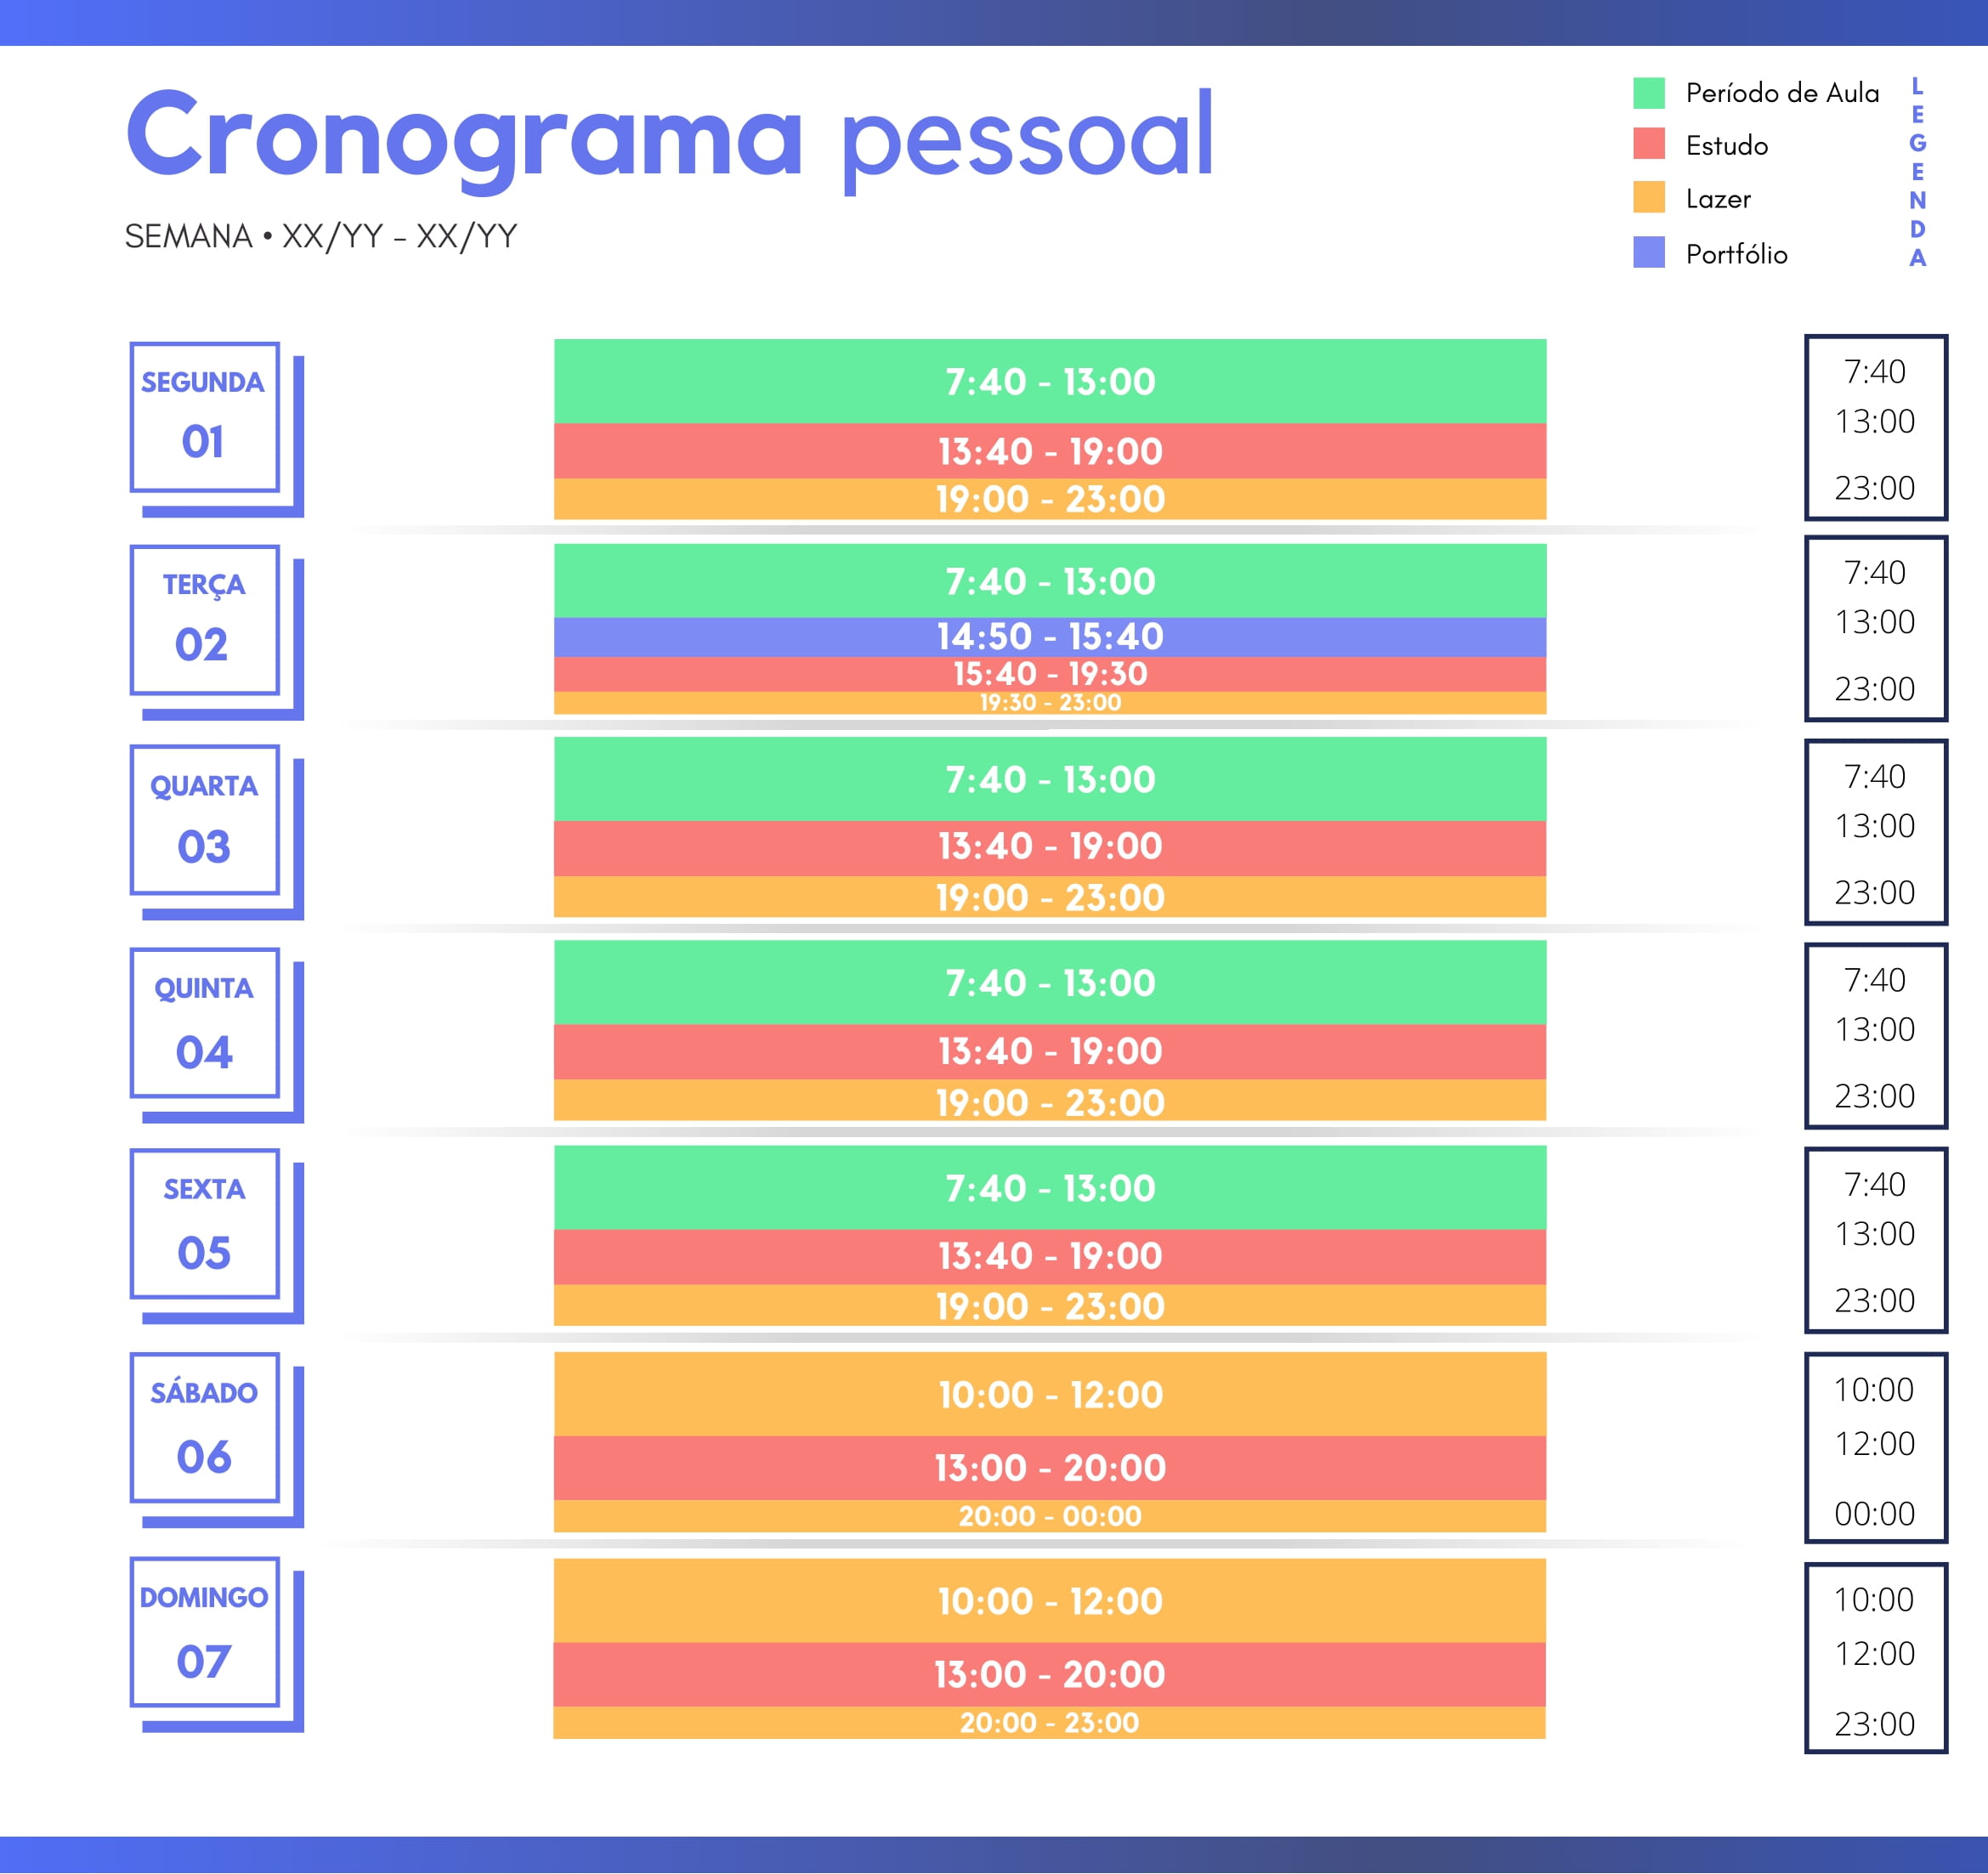 Cronograma pessoal
SEMANA • XX/YY - XX/YY
LEGENDA
Período de Aula
Estudo
Lazer
Portfólio
SEGUNDA
01
7:40 - 13:00
13:40 - 19:00
19:00 - 23:00
7:40
13:00
23:00
TERÇA
02
7:40 - 13:00
14:50 - 15:40
15:40 - 19:30
19:30 - 23:00
7:40
13:00
23:00
QUARTA
03
7:40 - 13:00
13:40 - 19:00
19:00 - 23:00
7:40
13:00
23:00
QUINTA
04
7:40 - 13:00
13:40 - 19:00
19:00 - 23:00
7:40
13:00
23:00
SEXTA
05
7:40 - 13:00
13:40 - 19:00
19:00 - 23:00
7:40
13:00
23:00
SÁBADO
06
10:00 - 12:00
13:00 - 20:00
20:00 - 00:00
10:00
12:00
00:00
DOMINGO
07
10:00 - 12:00
13:00 - 20:00
20:00 - 23:00
10:00
12:00
23:00